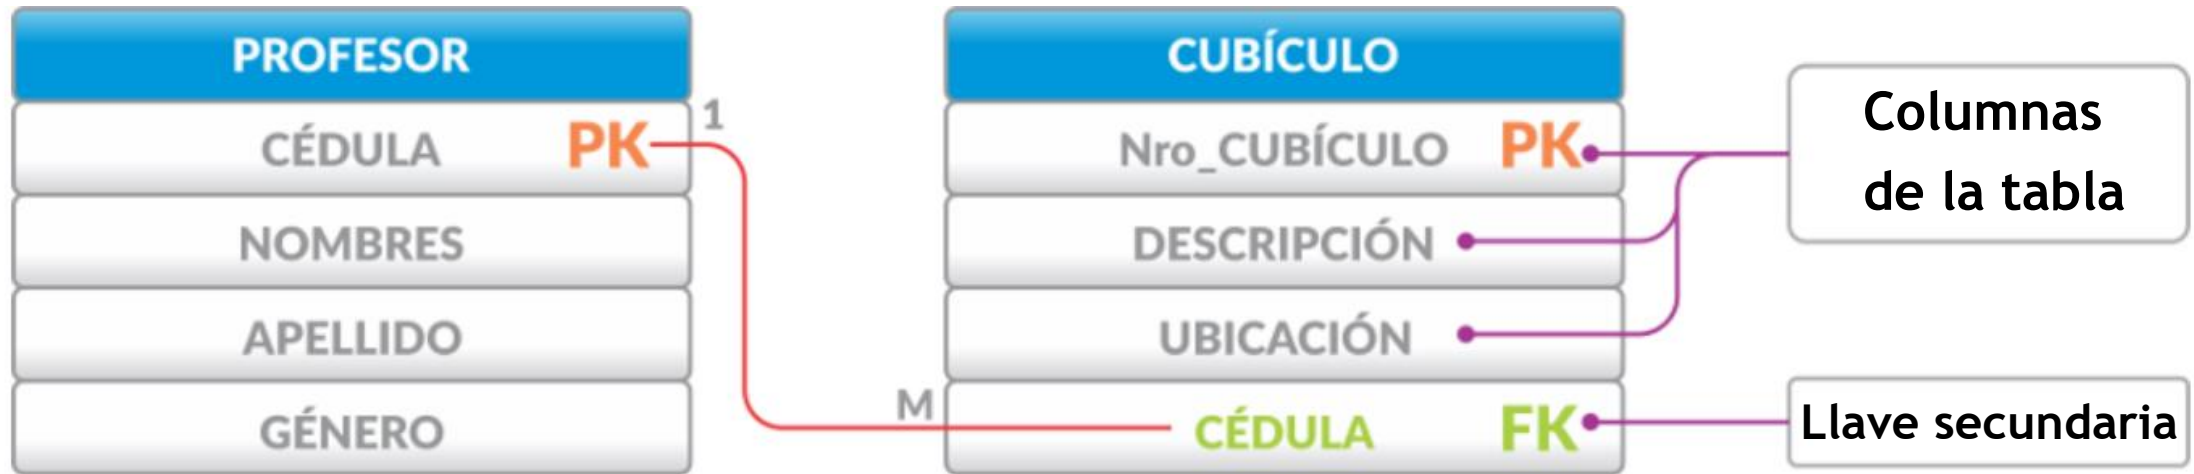 PROFESOR
CÉDULA PK
NOMBRES
APELLIDO
GÉNERO
1
M
CUBÍCULO
Nro_CUBÍCULO PK
DESCRIPCIÓN
UBICACIÓN
CÉDULA FK
Columnas
de la tabla
Llave secundaria